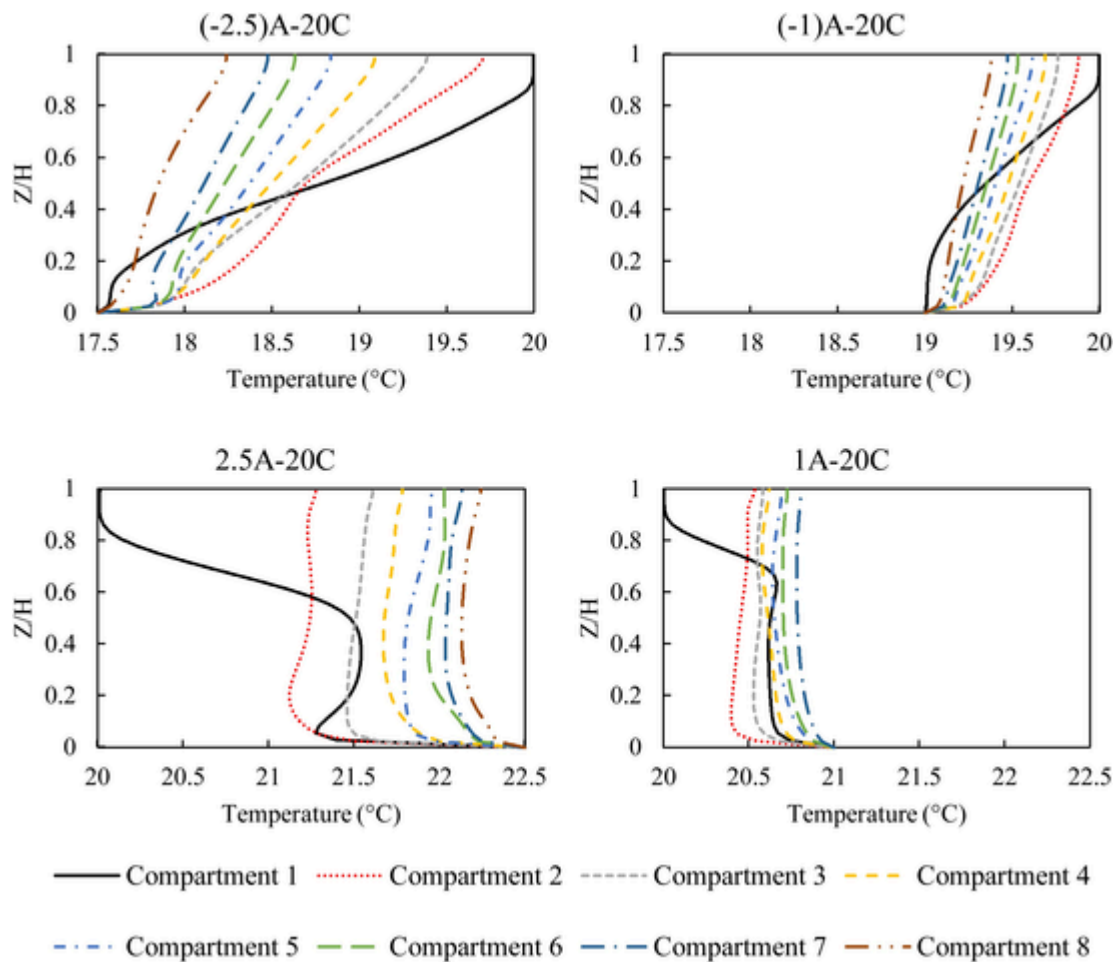 (-2.5)A-20C
(-1)A-20C
1
0.8
0.6
0.4
0.2
0
Z/H
17.5 18 18.5 19 19.5 20
Temperature (°C)
1
0.8
0.6
0.4
0.2
0
Z/H
17.5 18 18.5 19 19.5 20
Temperature (°C)
2.5A-20C
1A-20C
1
0.8
0.6
0.4
0.2
0
Z/H
20 20.5 21 21.5 22 22.5
Temperature (°C)
1
0.8
0.6
0.4
0.2
0
Z/H
20 20.5 21 21.5 22 22.5
Temperature (°C)
Compartment 1 Compartment 2 Compartment 3 Compartment 4
Compartment 5 Compartment 6 Compartment 7 Compartment 8